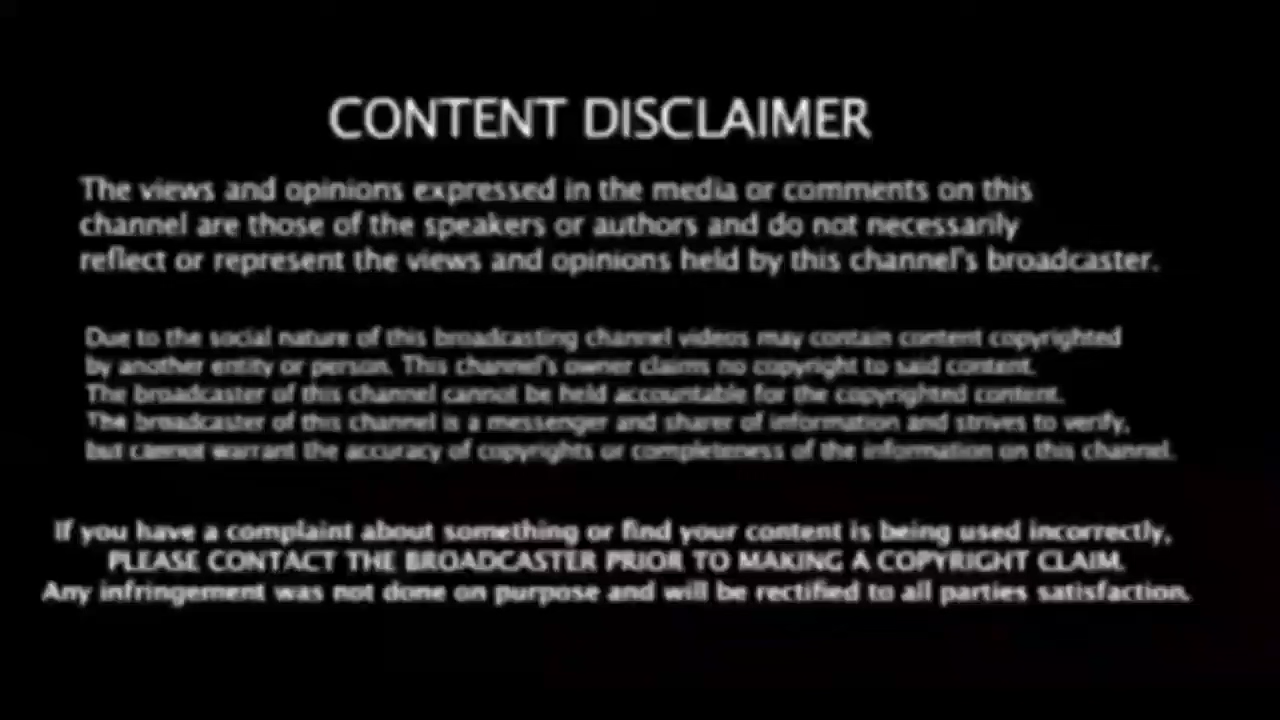 CONTENT DISCLAIMER
The views and opinions expressed in the media or comments on this
channel are those of the speakers or authors and do not necessarily
reflect or represent the views and opinions held by this channel's broadcaster.
Due to the social nature of this broadcasting channel videos may contain content copyrighted
by another entity or person. This channel's owner claims no copyright to said content.
The broadcaster of this channel cannot be held accountable for the copyrighted content.
The broadcaster of this channel is a messenger and sharer of information and strives to verify,
but cannot warrant the accuracy of copyrights or completeness of the information on this channel.
If you have a complaint about something or find your content is being used incorrectly,
PLEASE CONTACT THE BROADCASTER PRIOR TO MAKING A COPYRIGHT CLAIM.
Any infringement was not done on purpose and will be rectified to all parties satisfaction.